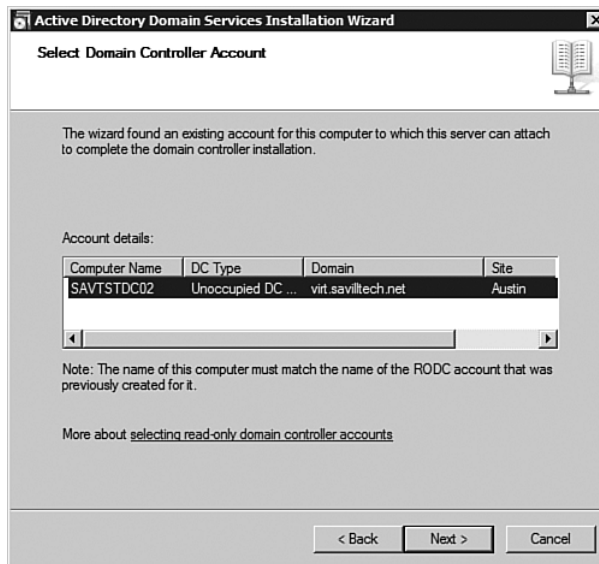 Active Directory Domain Services Installation Wizard
Select Domain Controller Account
The wizard found an existing account for this computer to which this server can attach
to complete the domain controller installation.
Account details:
Computer Name DC Type Domain Site
SAVTSTDC02 Unoccupied DC ... virt.savilltech.net Austin
Note: The name of this computer must match the name of the RODC account that was
previously created for it.
More about selecting read-only domain controller accounts
< Back Next > Cancel